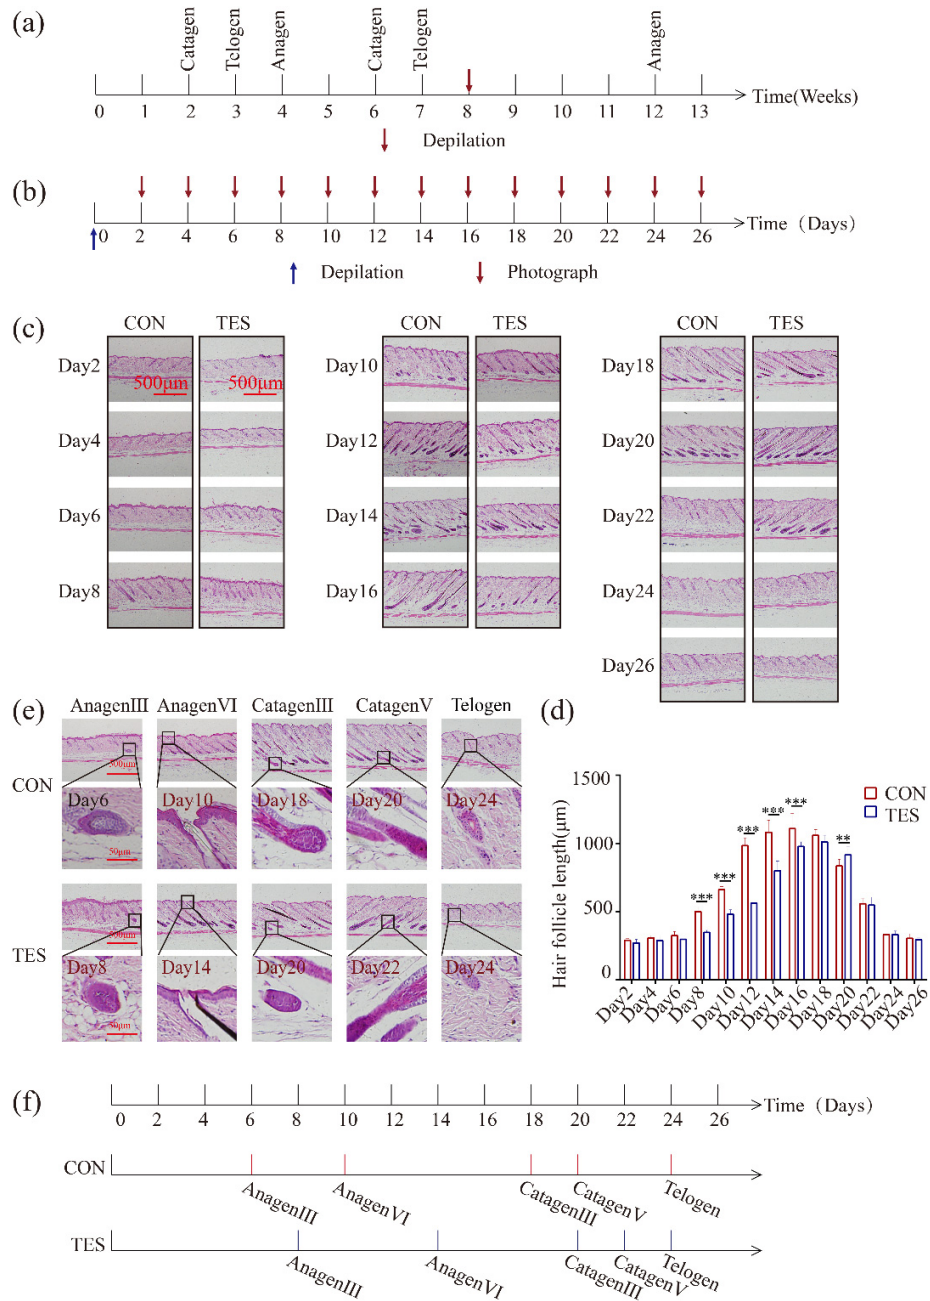 (a)
Catagen Telogen Anagen Catagen Telogen Anagen
0 1 2 3 4 5 6 7 8 9 10 11 12 13 Time(Weeks)
Depilation
(b)
0 2 4 6 8 10 12 14 16 18 20 22 24 26 Time (Days)
Depilation Photograph
(c)
CON TES CON TES CON TES
Day2 500μm 500μm Day10 Day18
Day4 Day12 Day20
Day6 Day14 Day22
Day8 Day16 Day24
Day26
(e)
AnagenIII AnagenVI CatagenIII CatagenV Telogen
500μm
CON
Day6 Day10 Day18 Day20 Day24
50μm
500μm
TES
Day8 Day14 Day20 Day22 Day24
50μm
(d)
Hair follicle length(μm)
1500
1000
500
0
*** *** *** *** *** **
CON
TES
Day2 Day4 Day6 Day8 Day10 Day12 Day14 Day16 Day18 Day20 Day22 Day24 Day26
(f)
0 2 4 6 8 10 12 14 16 18 20 22 24 26 Time (Days)
CON
AnagenIII AnagenVI CatagenIII CatagenV Telogen
TES
AnagenIII AnagenVI CatagenIII CatagenV Telogen